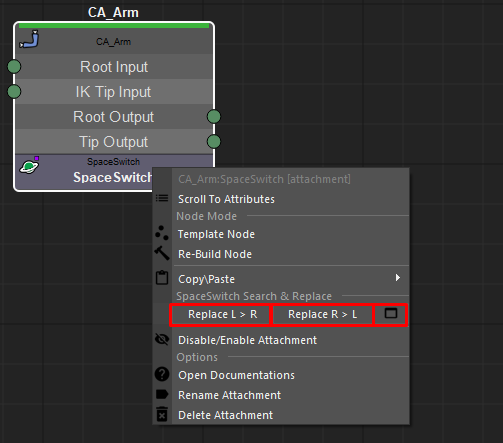 CA_Arm
CA_Arm
Root Input
IK Tip Input
Root Output
Tip Output
SpaceSwitch
SpaceSwitch
CA_Arm:SpaceSwitch [attachment]
Scroll To Attributes
Node Mode
Template Node
Re-Build Node
Copy\Paste
SpaceSwitch Search & Replace
Replace L > R Replace R > L
Disable/Enable Attachment
Options
Open Documentations
Rename Attachment
Delete Attachment